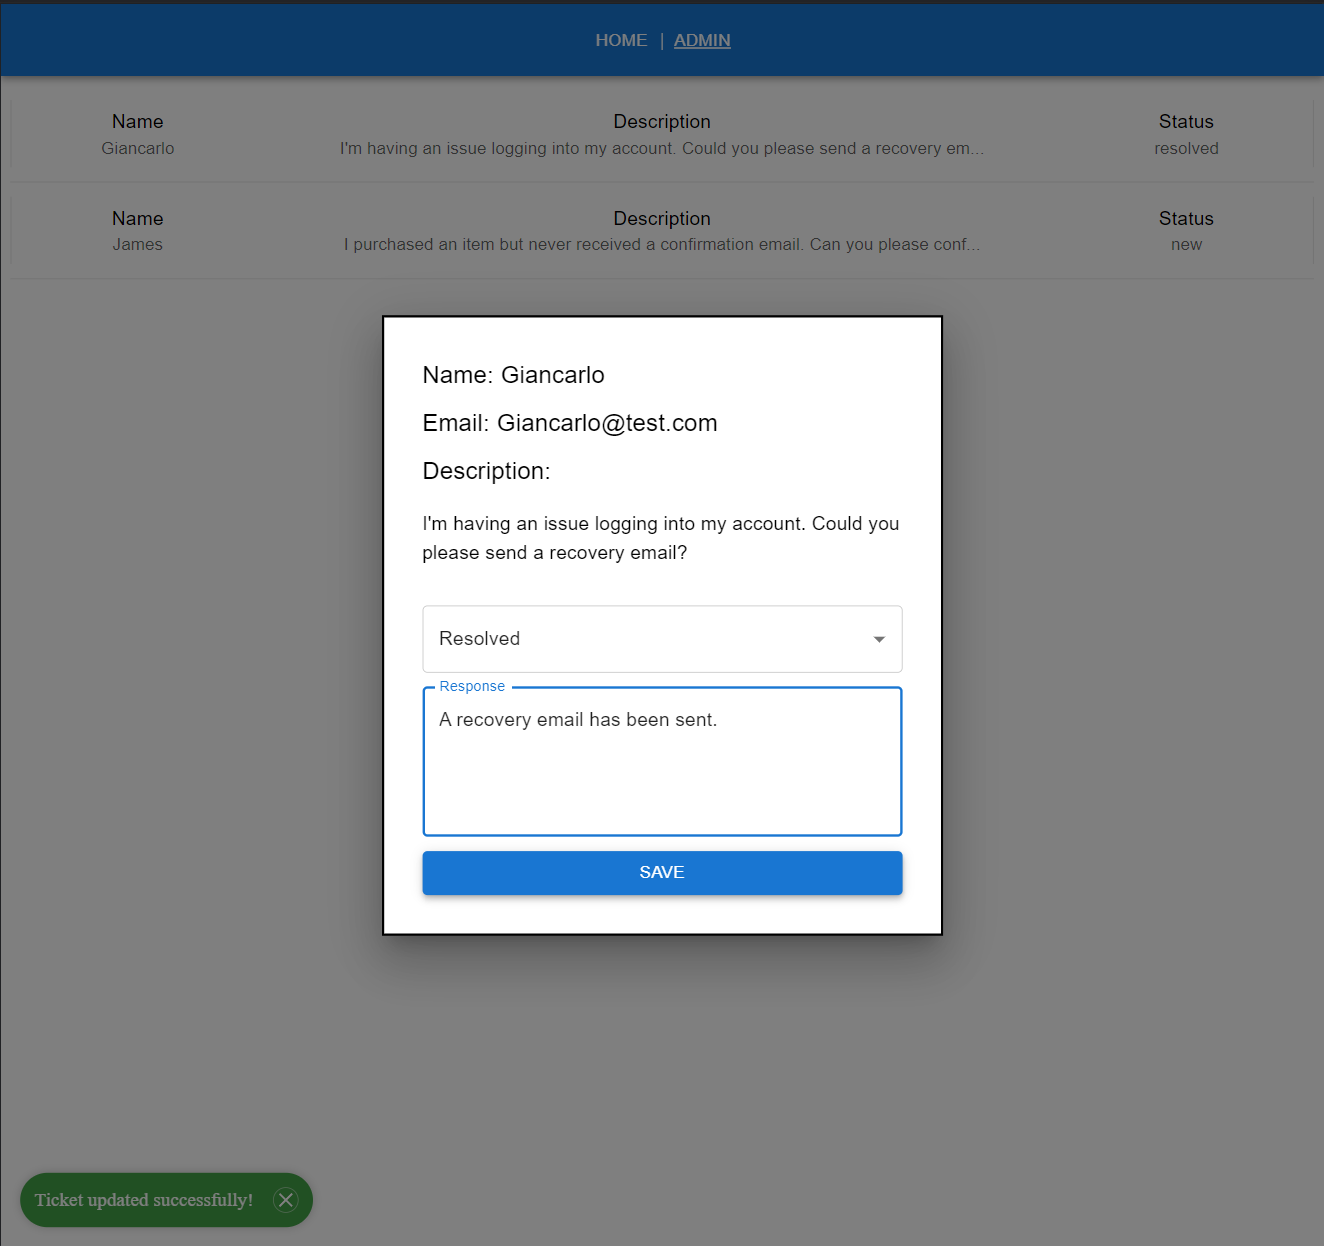 HOME | ADMIN
Name Description Status
Giancarlo I'm having an issue logging into my account. Could you please send a recovery em... resolved
Name Description Status
James I purchased an item but never received a confirmation email. Can you please conf... new
Name: Giancarlo
Email: Giancarlo@test.com
Description:
I'm having an issue logging into my account. Could you
please send a recovery email?
Resolved
Response
A recovery email has been sent.
SAVE
Ticket updated successfully!